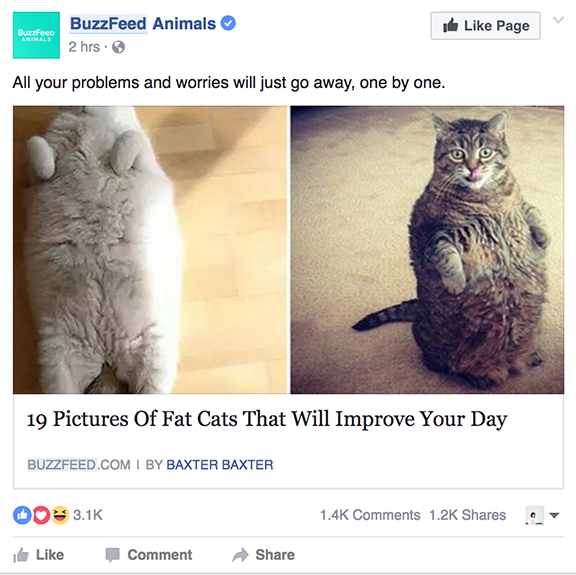 BuzzFeed
ANIMALS
BuzzFeed Animals
Like Page
2 hrs ·
All your problems and worries will just go away, one by one.
19 Pictures Of Fat Cats That Will Improve Your Day
BUZZFEED.COM | BY BAXTER BAXTER
3.1K
1.4K Comments 1.2K Shares
Like Comment Share